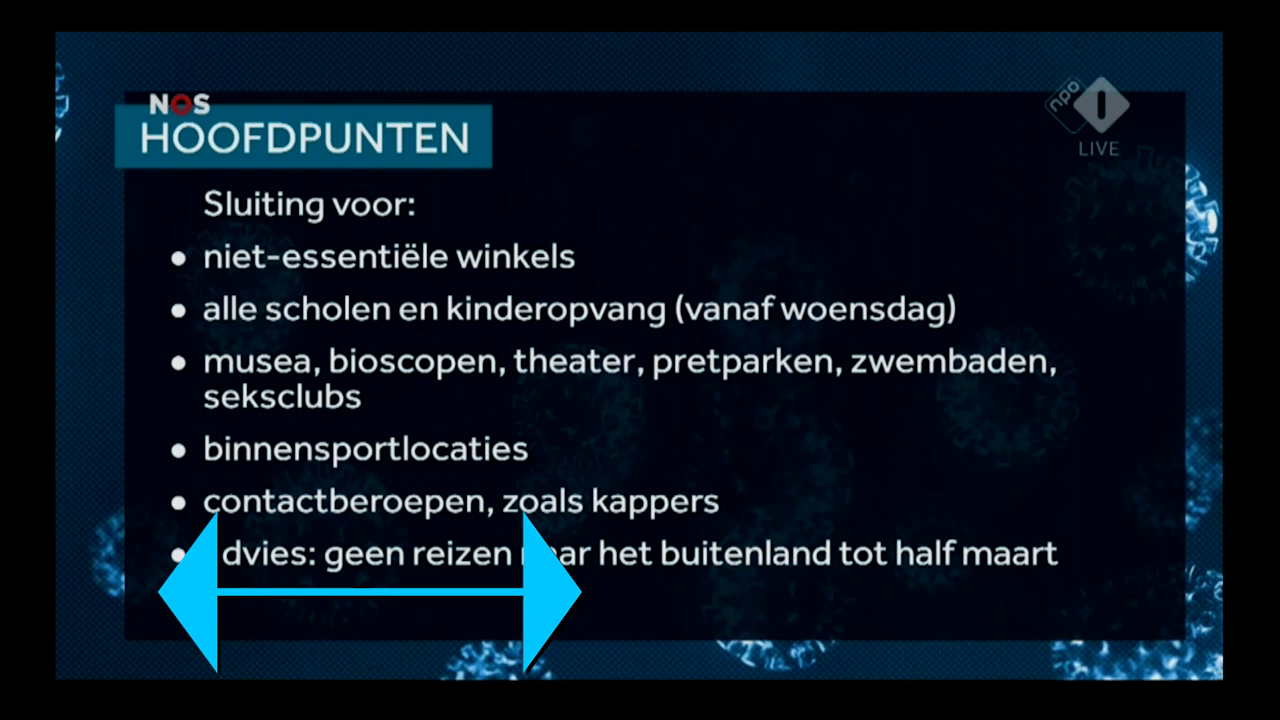 NOS
HOOFDPUNTEN
npo
1
LIVE
Sluiting voor:
• niet-essentiële winkels
• alle scholen en kinderopvang (vanaf woensdag)
• musea, bioscopen, theater, pretparken, zwembaden,
seksclubs
• binnensportlocaties
• contactberoepen, zoals kappers
• dvies: geen reizen het buitenland tot half maart